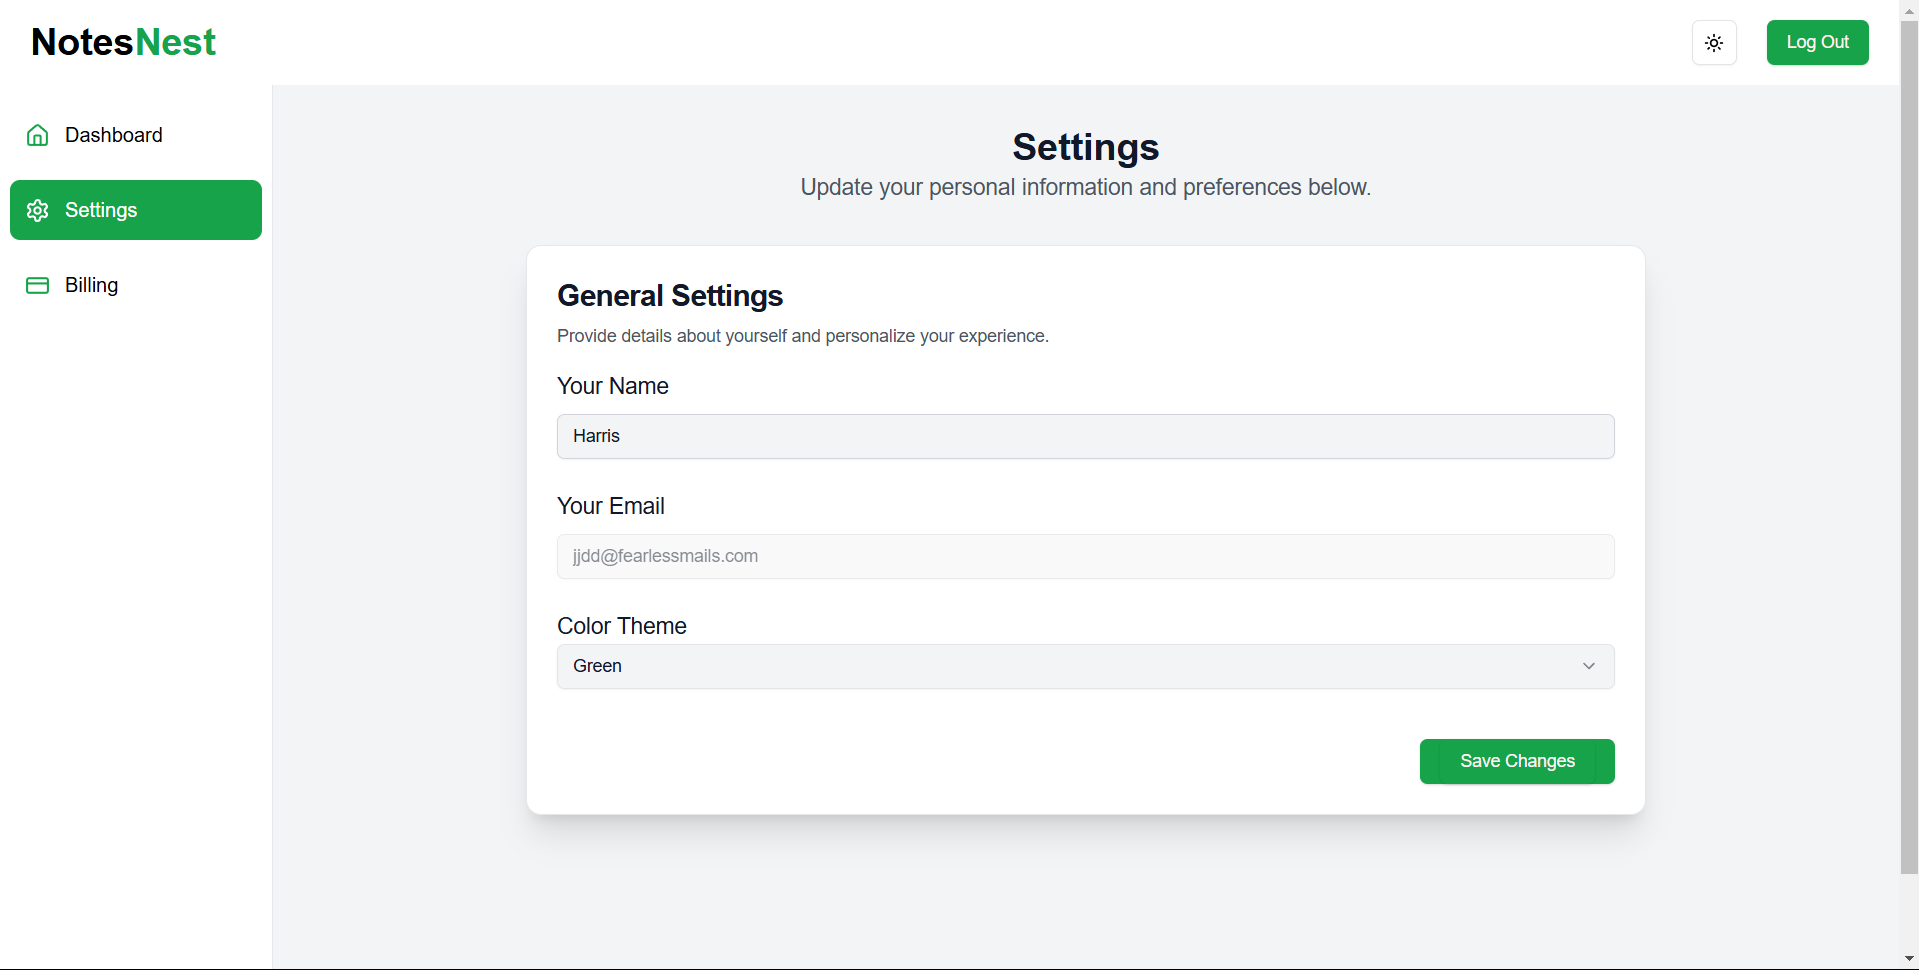 NotesNest
Log Out
Dashboard
Settings
Billing
Settings
Update your personal information and preferences below.
General Settings
Provide details about yourself and personalize your experience.
Your Name
Harris
Your Email
jjdd@fearlessmails.com
Color Theme
Green
Save Changes